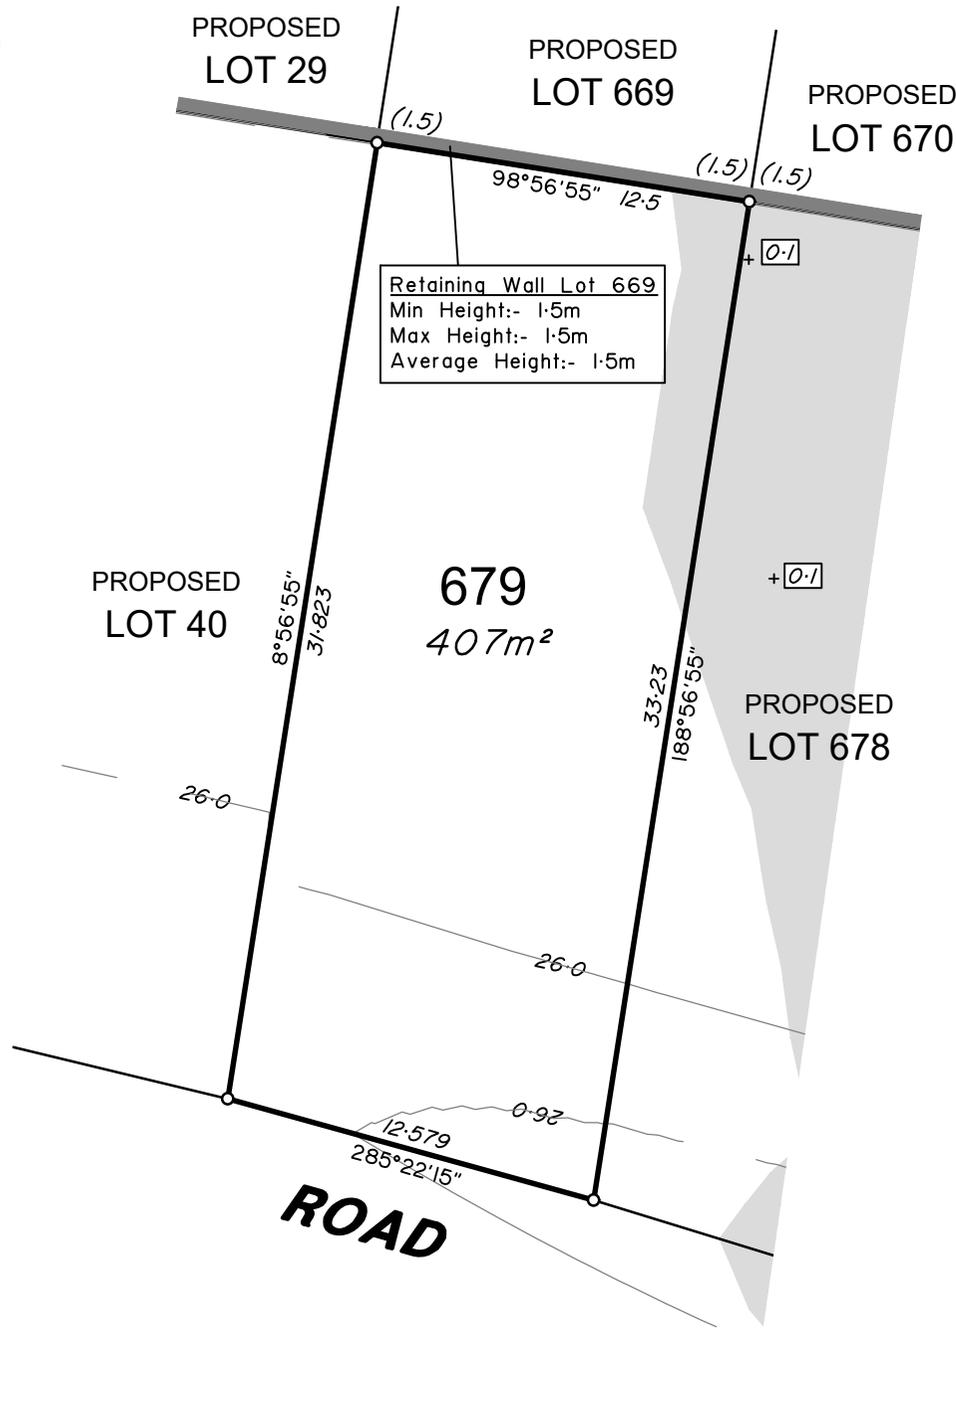 PROPOSED
LOT 29
PROPOSED
LOT 669
PROPOSED
LOT 670
(1.5)
(1.5)
(1.5)
98°56'55" 12·5
0·1
Retaining Wall Lot 669
Min Height:- 1·5m
Max Height:- 1·5m
Average Height:- 1·5m
PROPOSED
LOT 40
8°56'55"
31·823
679
407m²
0·1
33·23
188°56'55"
PROPOSED
LOT 678
26·0
26·0
26·0
12·579
285°22'15"
ROAD